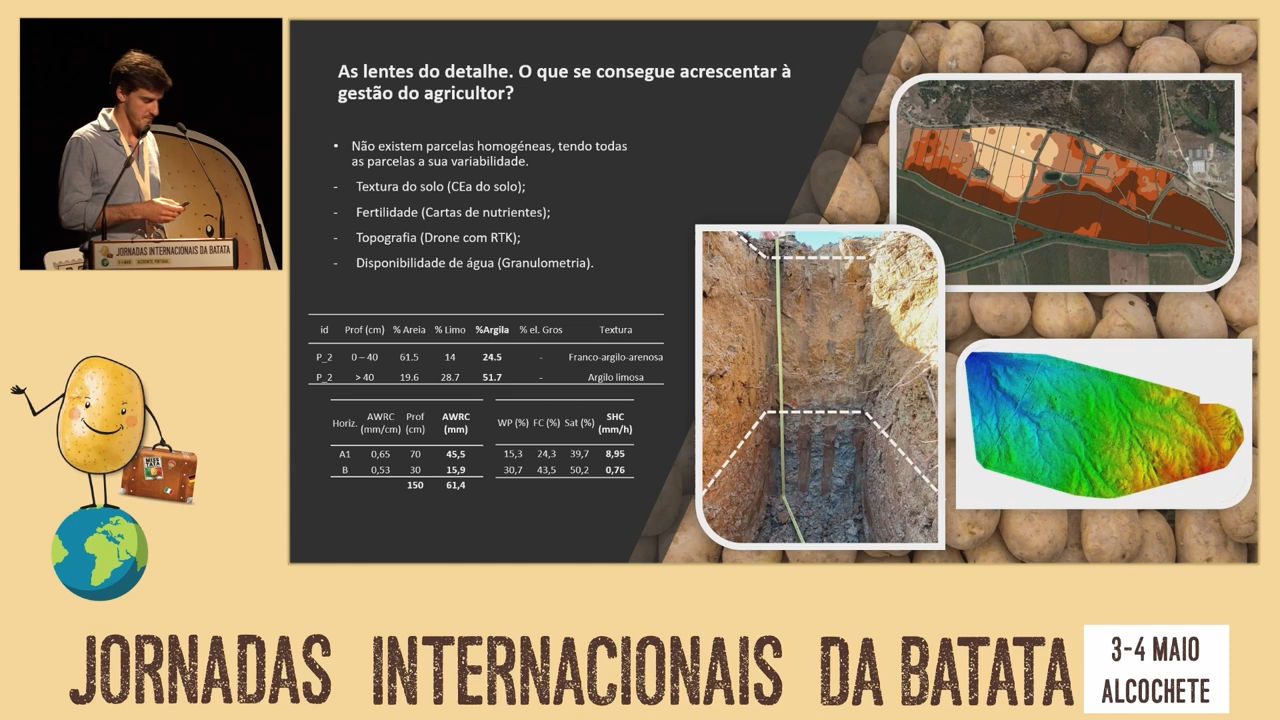 As lentes do detalhe. O que se consegue acrescentar à
gestão do agricultor?
• Não existem parcelas homogéneas, tendo todas
as parcelas a sua variabilidade.
- Textura do solo (CEa do solo);
- Fertilidade (Cartas de nutrientes);
- Topografia (Drone com RTK);
- Disponibilidade de água (Granulometria).
id Prof (cm) % Areia % Limo %Argila % el. Gros Textura
P_2 0 – 40 61.5 14 24.5 - Franco-argilo-arenosa
P_2 > 40 19.6 28.7 51.7 - Argilo limosa
Horiz. AWRC (mm/cm) Prof (cm) AWRC (mm)
A1 0,65 70 45,5
B 0,53 30 15,9
150 61,4
WP (%) FC (%) Sat (%) SHC (mm/h)
15,3 24,3 39,7 8,95
30,7 43,5 50,2 0,76
JORNADAS INTERNACIONAIS DA BATATA
MISS
TATA
JORNADAS INTERNACIONAIS DA BATATA
3-4 MAIO
ALCOCHETE